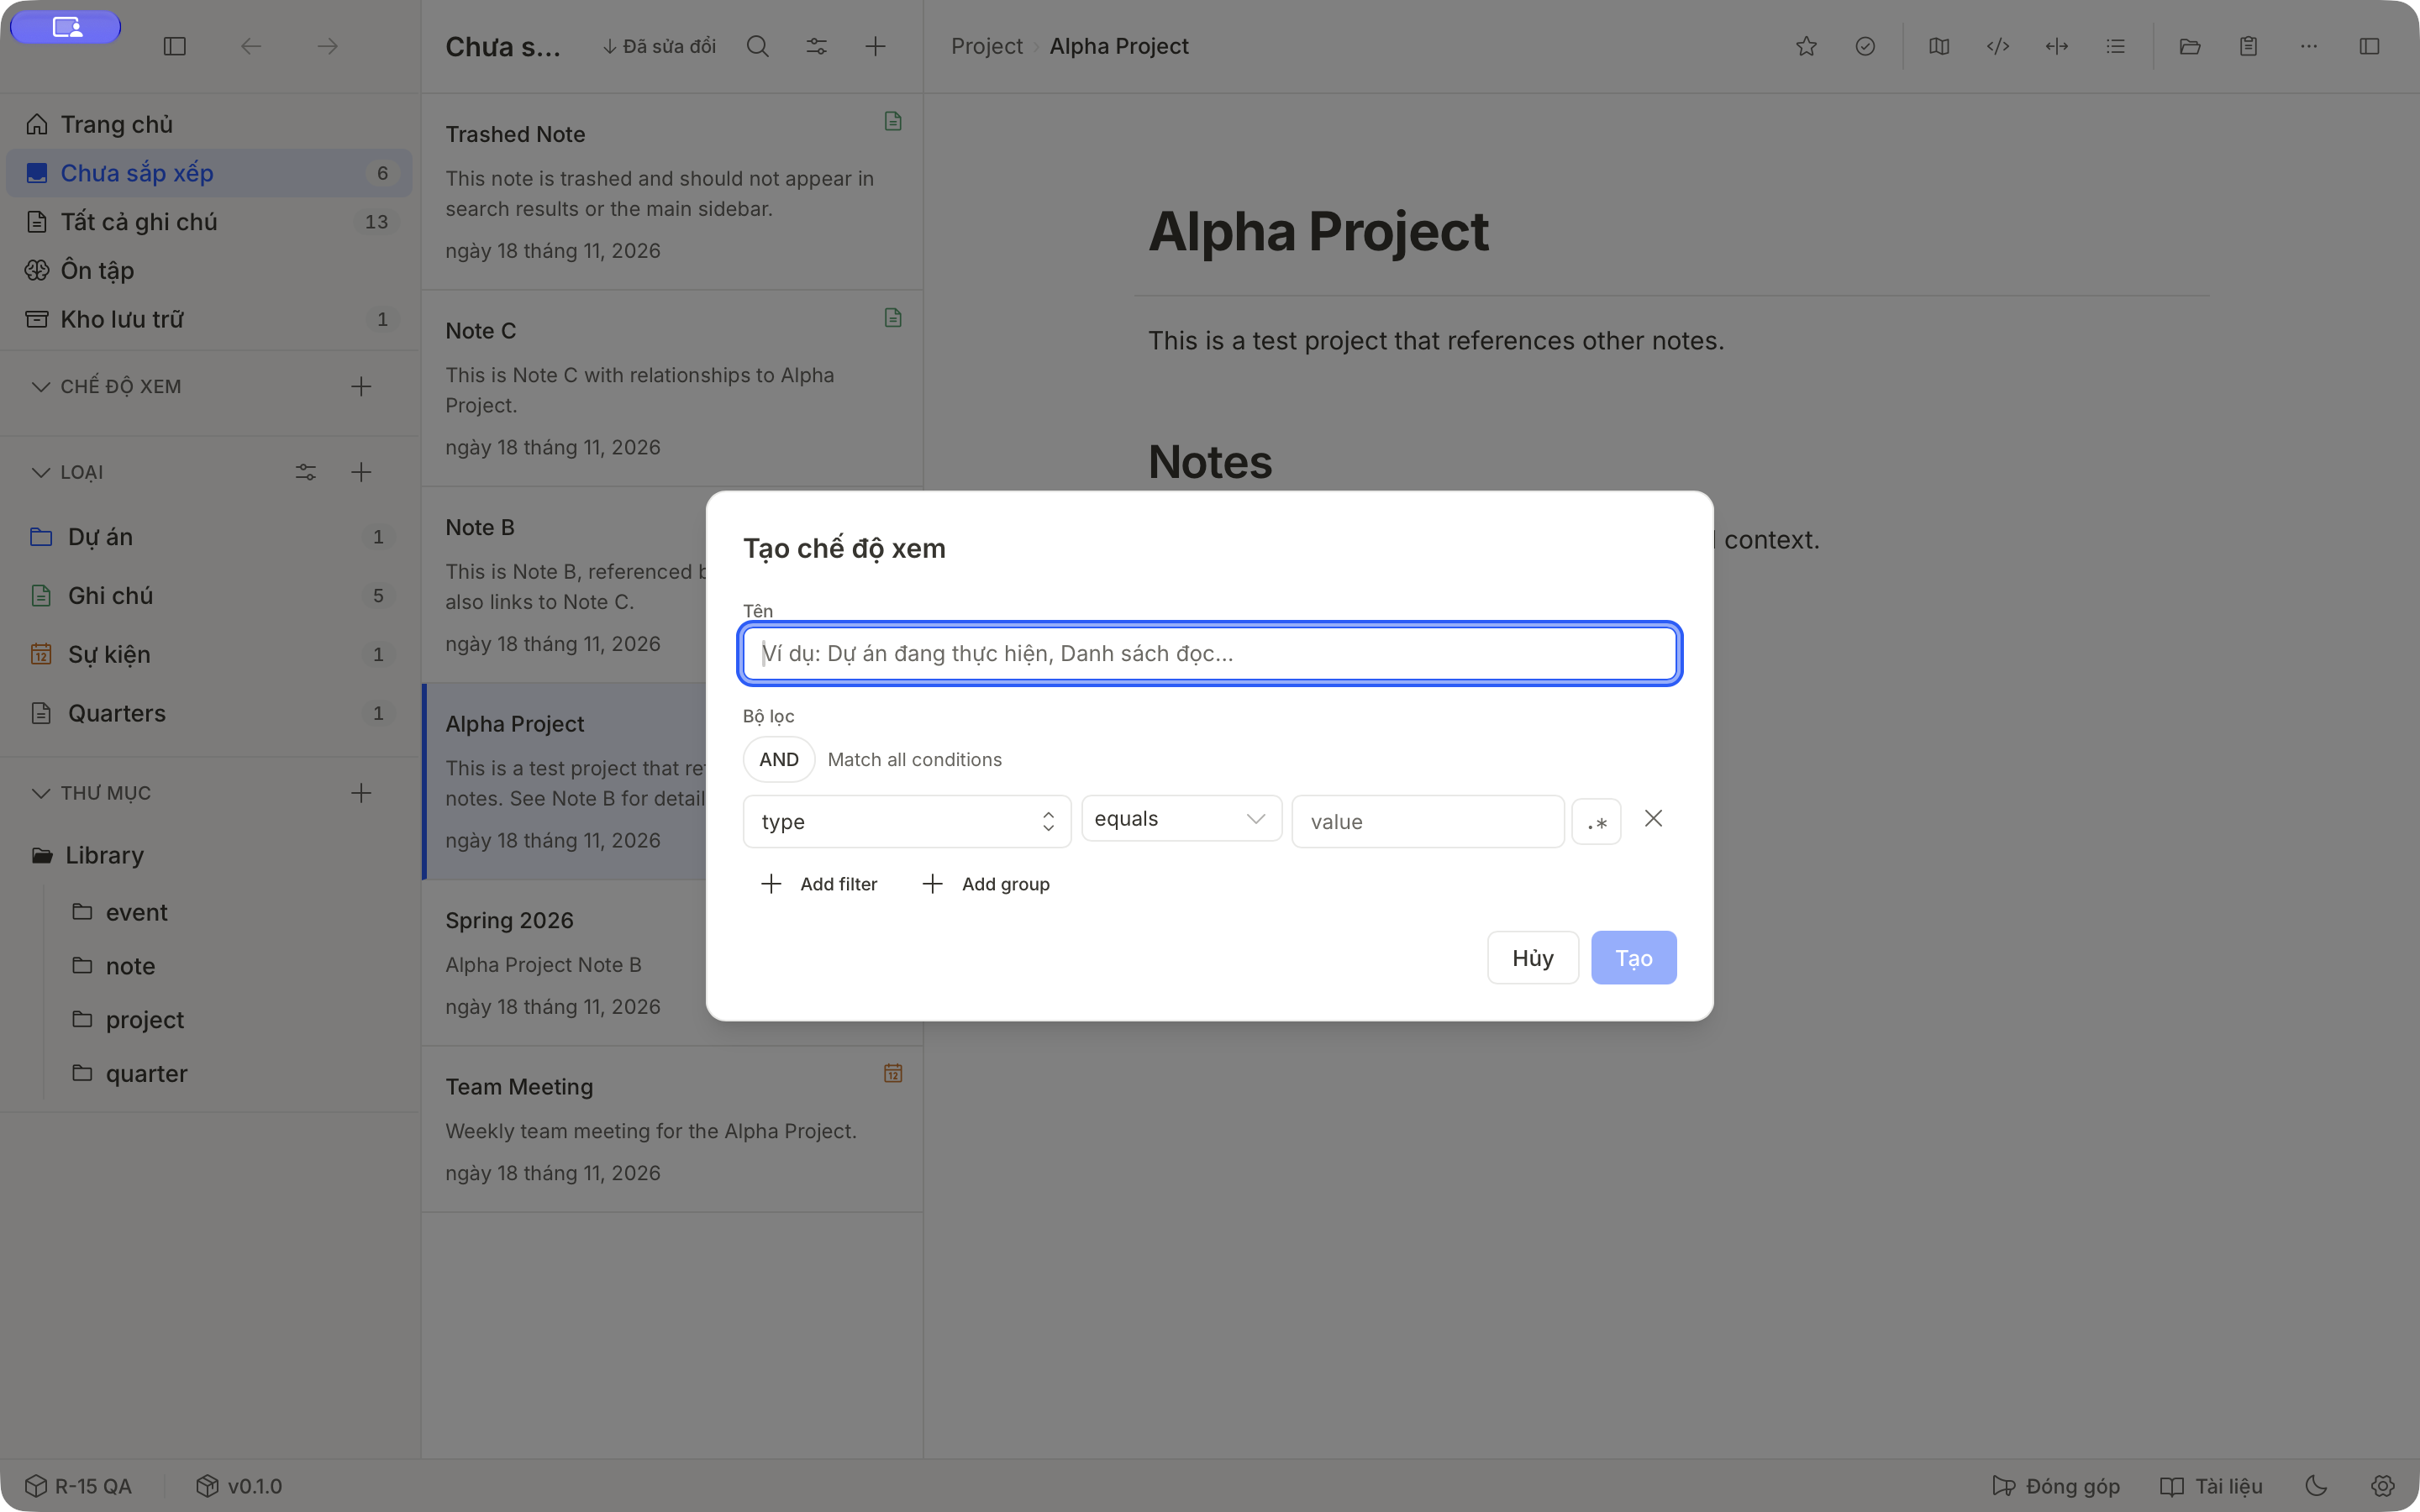 Chưa s...
Đã sửa đổi
Project › Alpha Project
Trang chủ
Chưa sắp xếp 6
Tất cả ghi chú 13
Ôn tập
Kho lưu trữ 1
CHẾ ĐỘ XEM
LOẠI
Dự án 1
Ghi chú 5
12 Sự kiện 1
Quarters 1
THƯ MỤC
Library
event
note
project
quarter
Trashed Note
This note is trashed and should not appear in
search results or the main sidebar.
ngày 18 tháng 11, 2026
Note C
This is Note C with relationships to Alpha
Project.
ngày 18 tháng 11, 2026
Note B
This is Note B, referenced
also links to Note C.
ngày 18 tháng 11, 2026
Alpha Project
This is a test project that
notes. See Note B for
ngày 18 tháng 11, 2026
Spring 2026
Alpha Project Note B
ngày 18 tháng 11, 2026
Team Meeting
12
Weekly team meeting for the Alpha Project.
ngày 18 tháng 11, 2026
Alpha Project
This is a test project that references other notes.
Notes
context.
Tạo chế độ xem
Tên
Ví dụ: Dự án đang thực hiện, Danh sách đọc...
Bộ lọc
AND Match all conditions
type equals value .*
Add filter Add group
Hủy Tạo
R-15 QA v0.1.0
Đóng góp Tài liệu